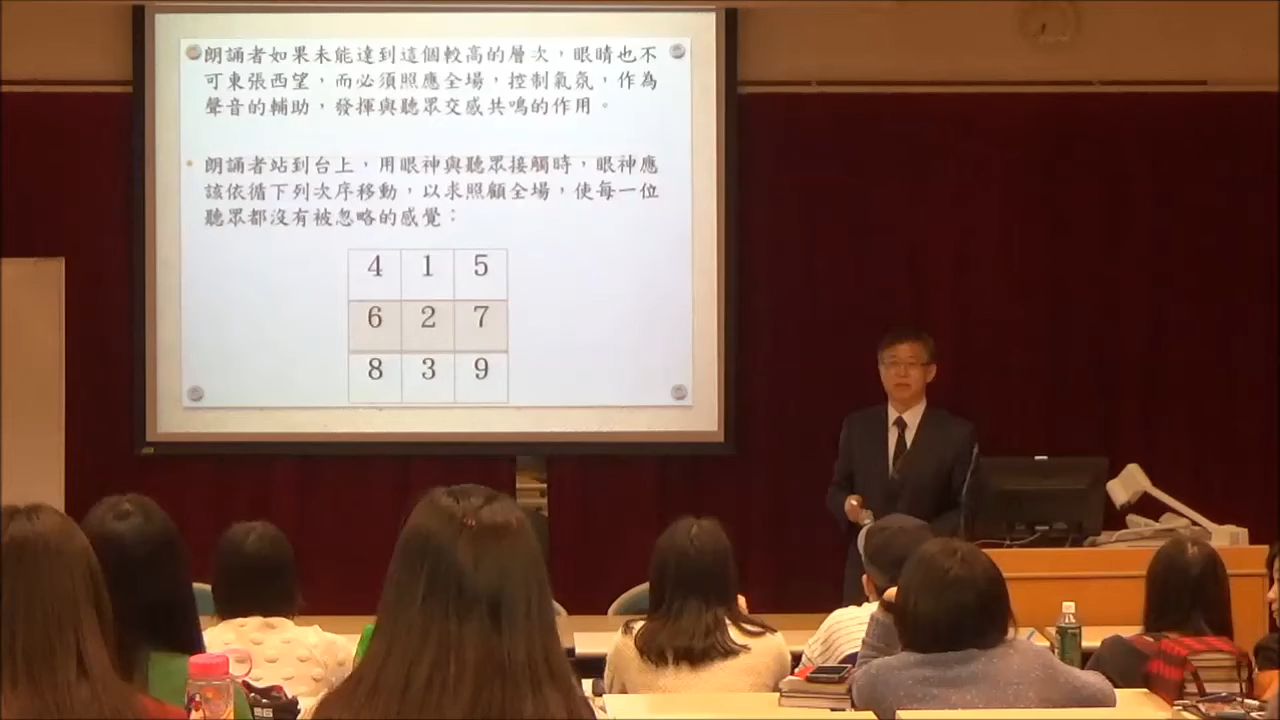 朗誦者如果未能達到這個較高的層次，眼睛也不
可東張西望，而必須照應全場，控制氣氛，作為
聲音的輔助，發揮與聽眾交感共鳴的作用。
朗誦者站到台上，用眼神與聽眾接觸時，眼神應
該依循下列次序移動，以求照顧全場，使每一位
聽眾都沒有被忽略的感覺：
4 1 5
6 2 7
8 3 9